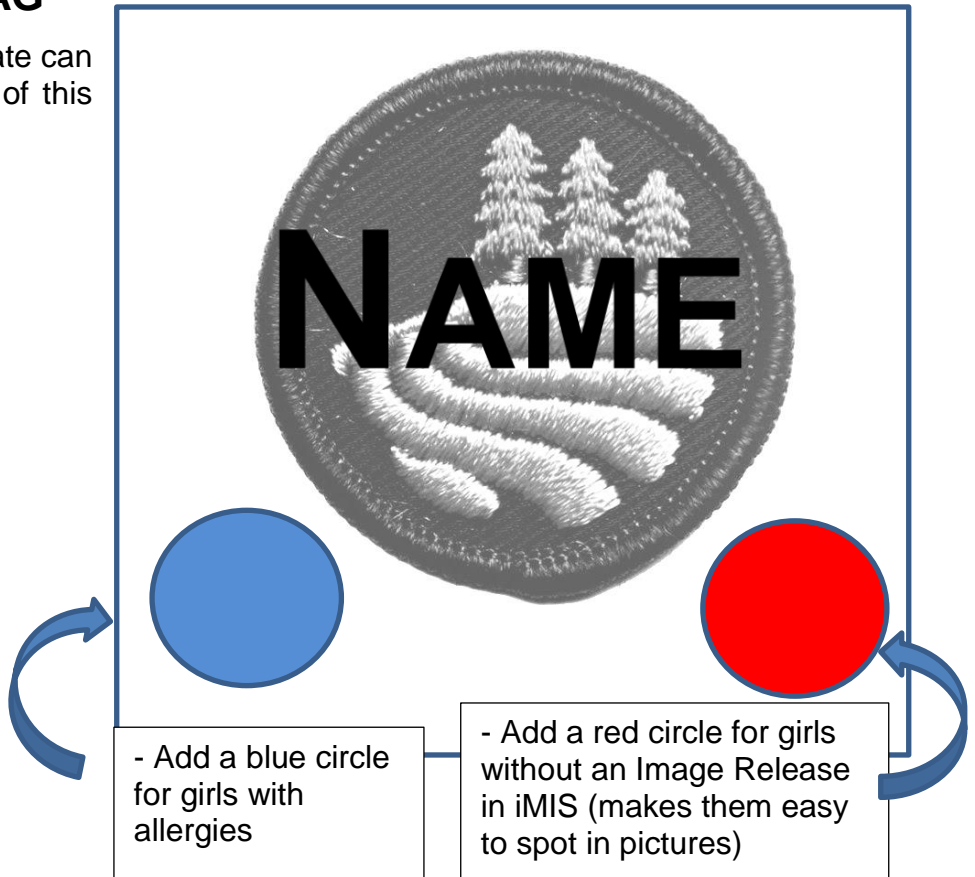 AG
ate can
of this
NAME
- Add a blue circle
for girls with
allergies
- Add a red circle for girls
without an Image Release
in iMIS (makes them easy
to spot in pictures)